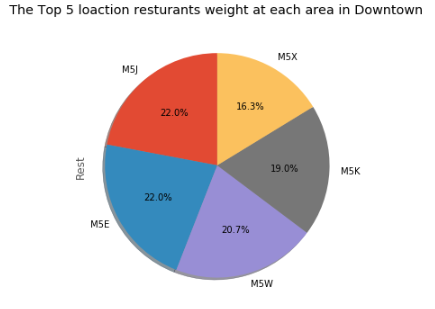 The Top 5 loaction resturants weight at each area in Downtown
M5X
M5J
16.3%
22.0%
Rest
19.0%
M5K
22.0%
M5E
20.7%
M5W